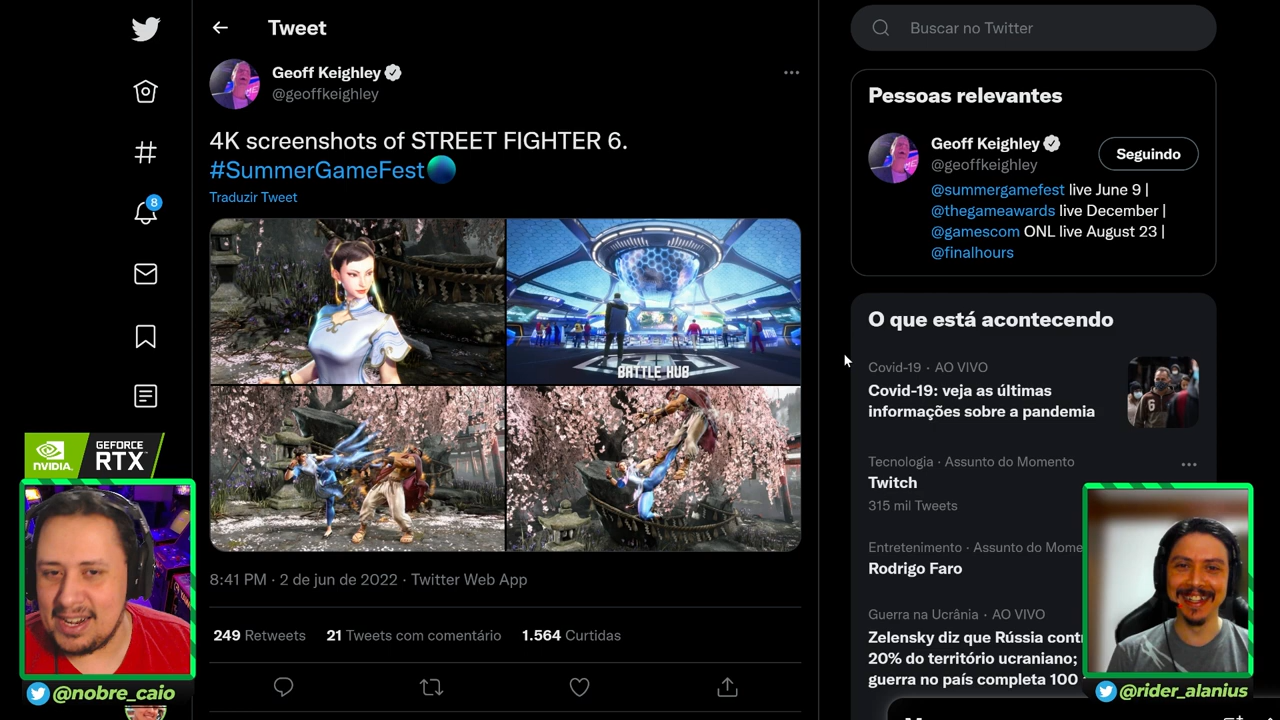 Tweet
Geoff Keighley
@geoffkeighley
4K screenshots of STREET FIGHTER 6.
#SummerGameFest
Traduzir Tweet
BATTLE HUB
8:41 PM · 2 de jun de 2022 · Twitter Web App
249 Retweets 21 Tweets com comentário 1.564 Curtidas
8
NVIDIA.
GEFORCE
RTX
@nobre_caio
Buscar no Twitter
Pessoas relevantes
Geoff Keighley
@geoffkeighley
Seguindo
@summergamefest live June 9 |
@thegameawards live December |
@gamescom ONL live August 23 |
@finalhours
O que está acontecendo
Covid-19 · AO VIVO
Covid-19: veja as últimas
informações sobre a pandemia
6
Tecnologia · Assunto do Momento
Twitch
315 mil Tweets
Entretenimento · Assunto do Mome
Rodrigo Faro
Guerra na Ucrânia · AO VIVO
Zelensky diz que Rússia cont
20% do território ucraniano;
guerra no país completa 100
@rider_alanius